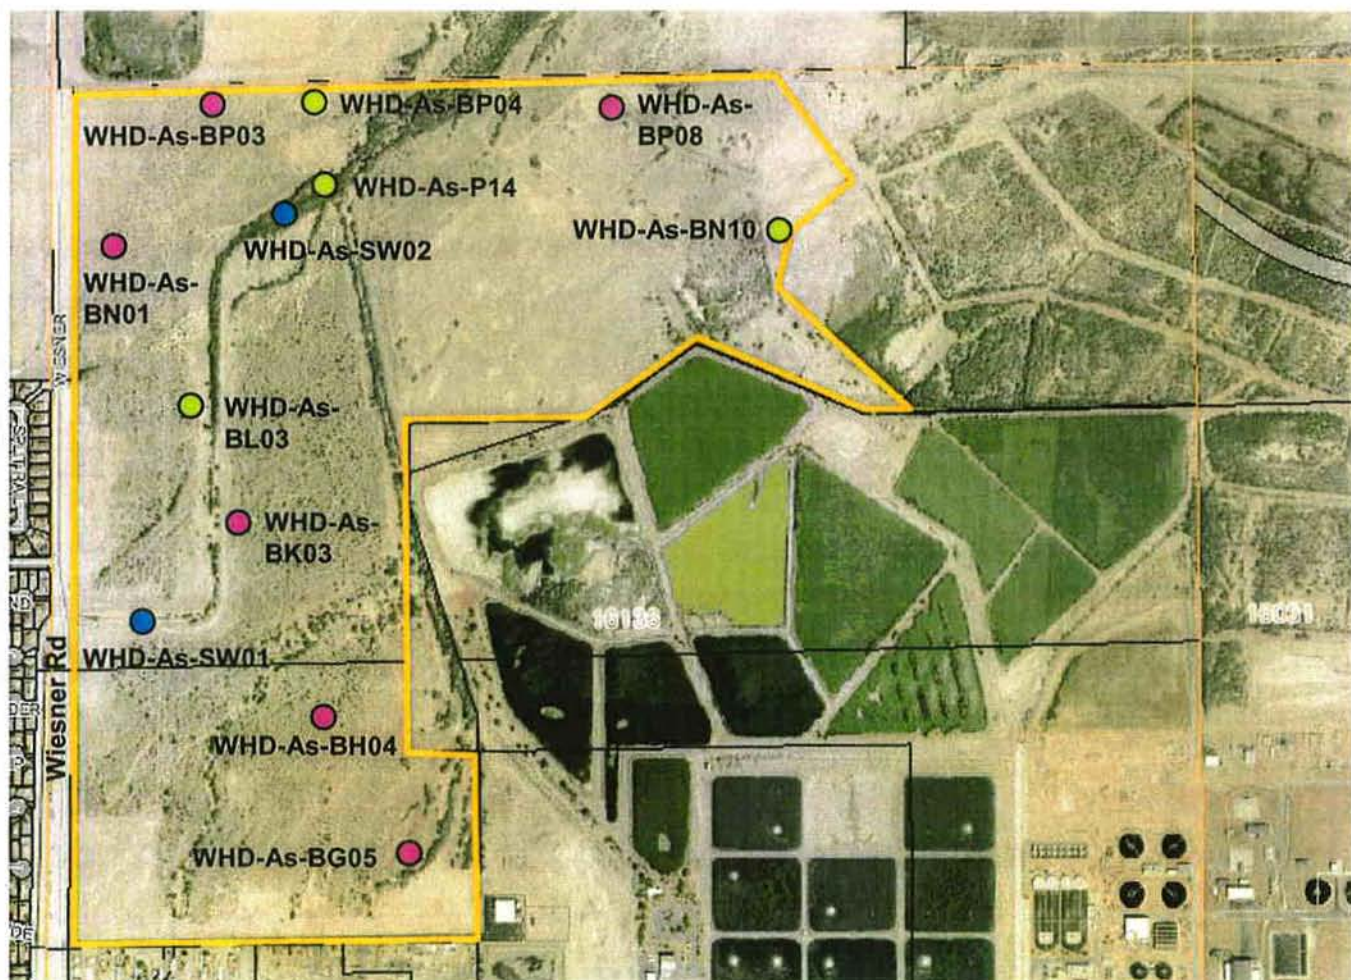 WHD-As-BP04
WHD-As-
BP08
WHD-As-BP03
WHD-As-P14
WHD-As-BN10
WHD-As-SW02
WHD-As-
BN01
WIESNER
WHD-As-
BL03
WHD-As-
BK03
16136
WHD-As-SW01
Wiesner Rd
WHD-As-BH04
WHD-As-BG05